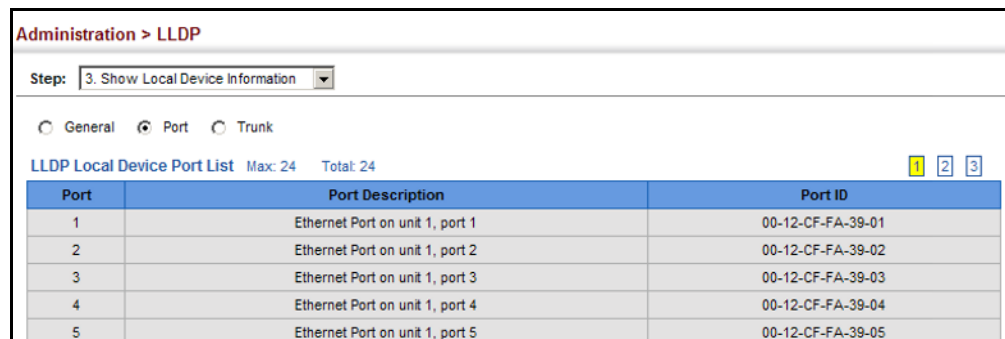 Administration > LLDP
Step: 3. Show Local Device Information
General Port Trunk
LLDP Local Device Port List Max: 24 Total: 24 1 2 3
Port Port Description Port ID
1 Ethernet Port on unit 1, port 1 00-12-CF-FA-39-01
2 Ethernet Port on unit 1, port 2 00-12-CF-FA-39-02
3 Ethernet Port on unit 1, port 3 00-12-CF-FA-39-03
4 Ethernet Port on unit 1, port 4 00-12-CF-FA-39-04
5 Ethernet Port on unit 1, port 5 00-12-CF-FA-39-05